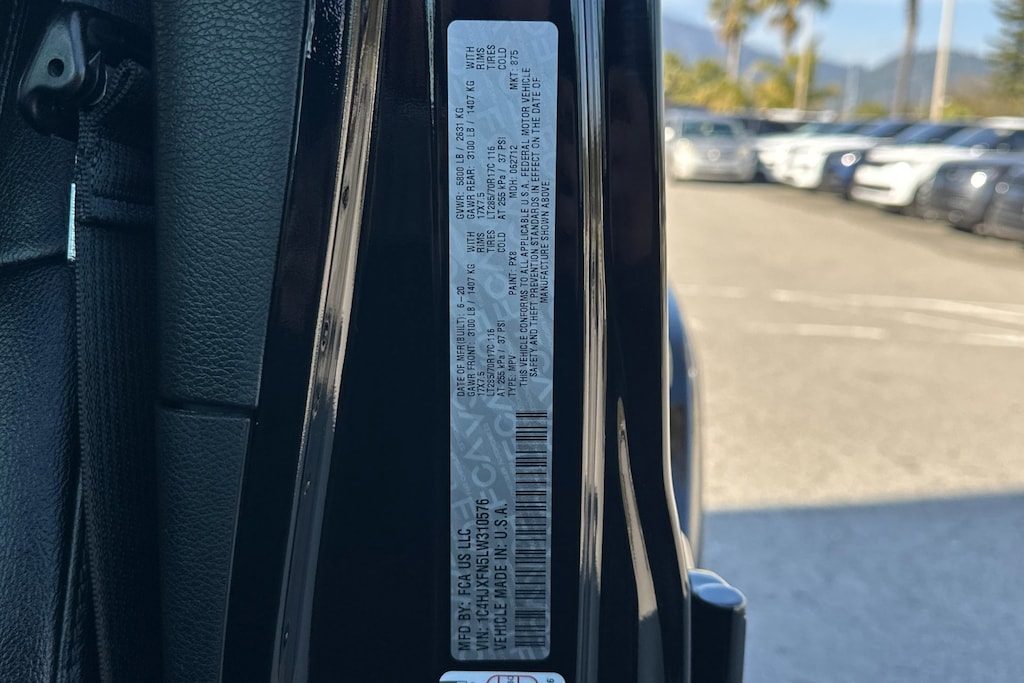 MFD BY: FCA US LLC
VIN: 1C4HJXFN5LW310576
VEHICLE MADE IN: U.S.A.
DATE OF MFR(BUILT): 6-20 GVWR: 5800 LB / 2631 KG
GAWR FRONT: 3100 LB / 1407 KG WITH GAWR REAR: 3100 LB / 1407 KG WITH
17X7.5 RIMS 17X7.5 RIMS
LT285/70R17C 116 TIRES LT285/70R17C 116 TIRES
AT 255 kPa / 37 PSI COLD AT 255 kPa / 37 PSI COLD
TYPE: MPV PAINT: PX8 MDH: 062712 MKT: 875
THIS VEHICLE CONFORMS TO ALL APPLICABLE U.S.A. FEDERAL MOTOR VEHICLE
SAFETY AND THEFT PREVENTION STANDARDS IN EFFECT ON THE DATE OF
MANUFACTURE SHOWN ABOVE.